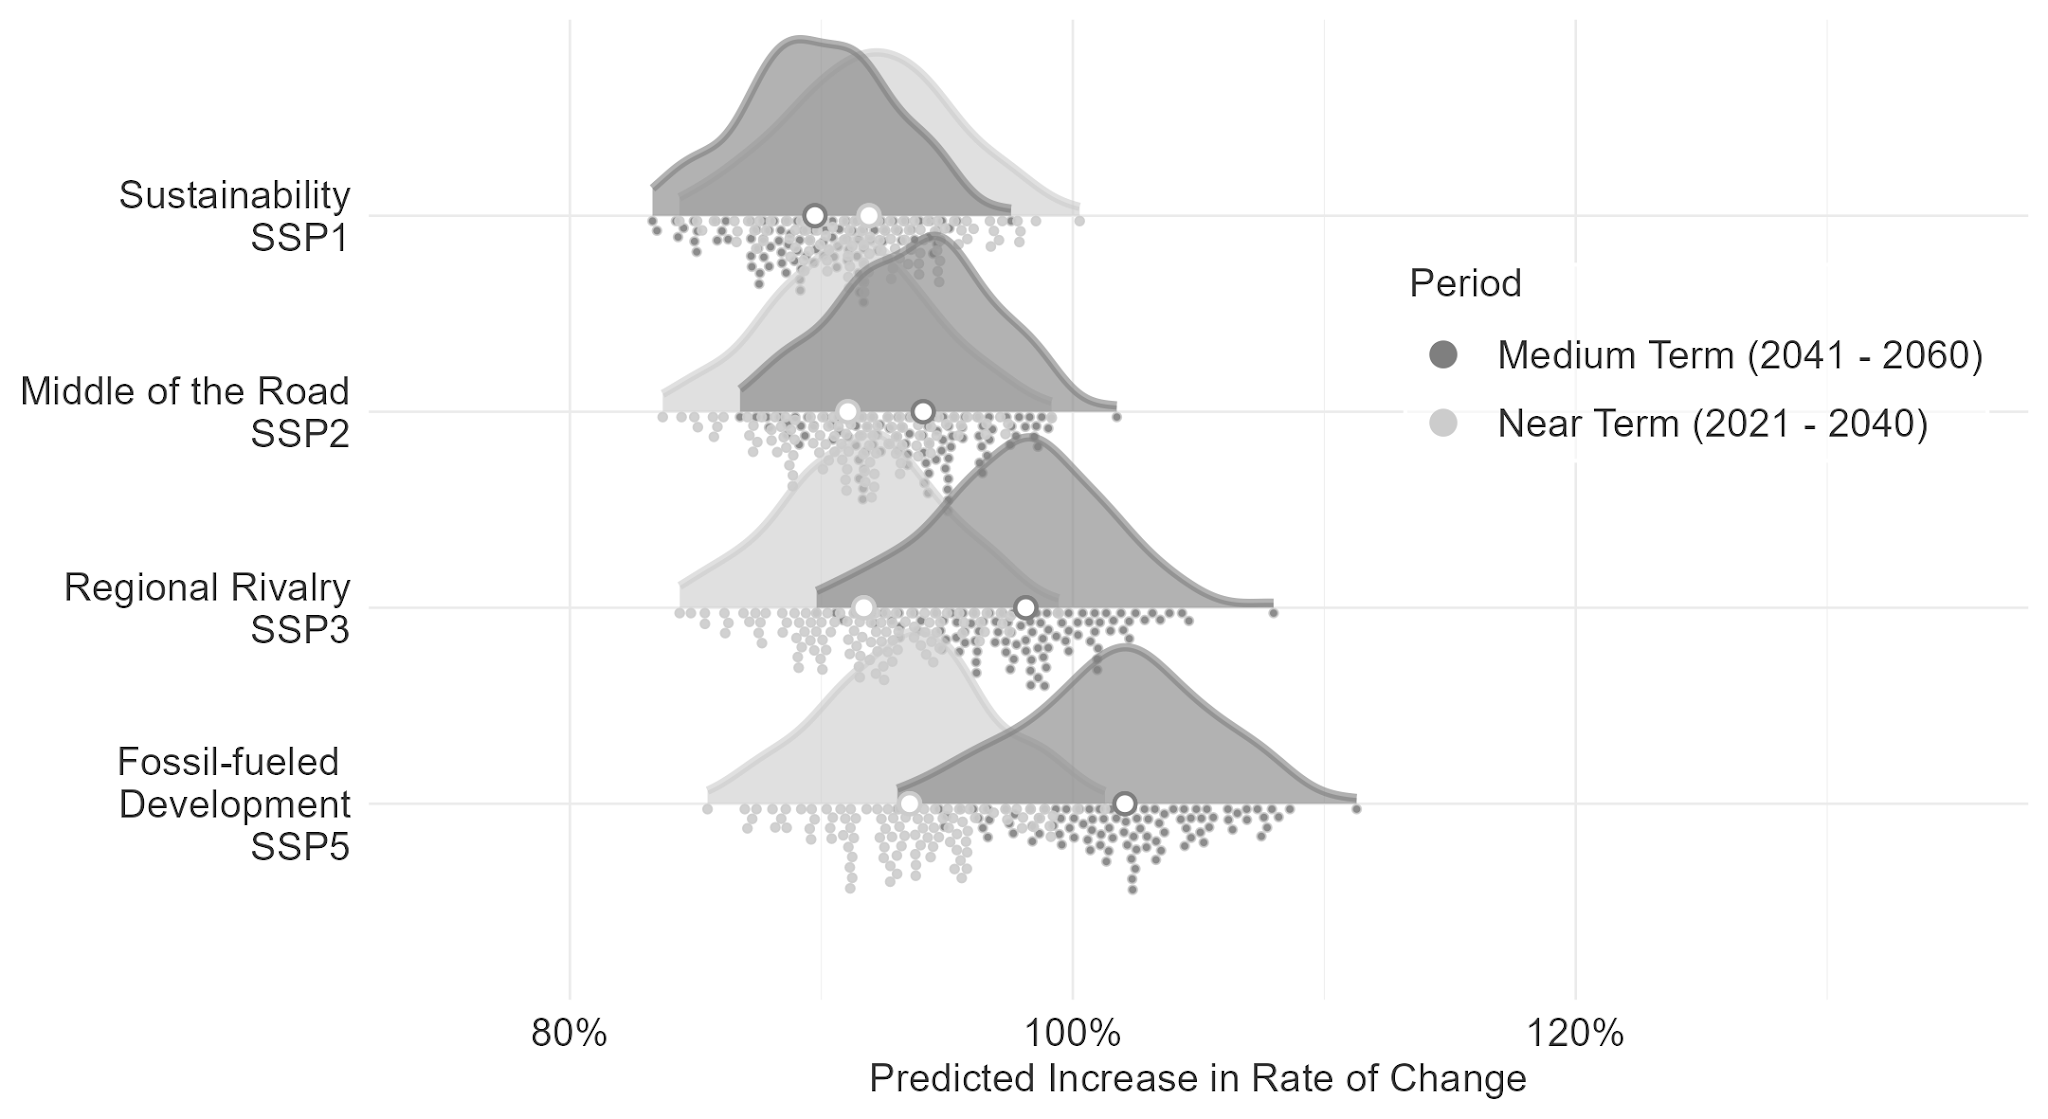 Sustainability
SSP1
Middle of the Road
SSP2
Regional Rivalry
SSP3
Fossil-fueled
Development
SSP5
Period
Medium Term (2041 - 2060)
Near Term (2021 - 2040)
80%
100%
120%
Predicted Increase in Rate of Change